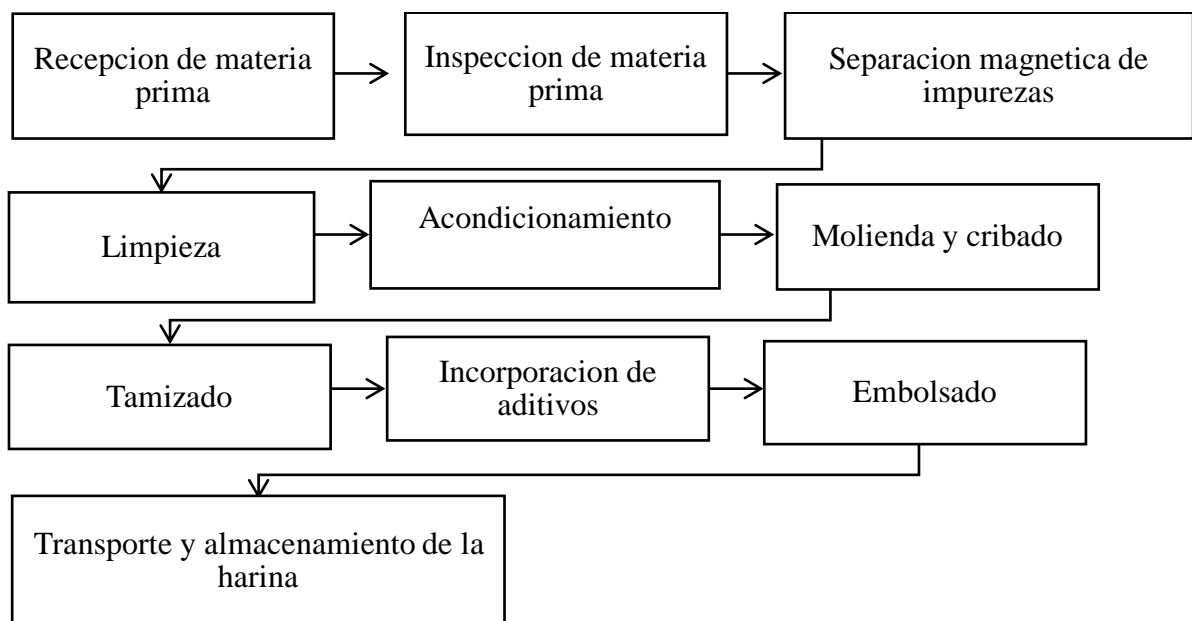 Recepcion de materia
prima
Inspeccion de materia
prima
Separacion magnetica de
impurezas
Limpieza
Acondicionamiento
Molienda y cribado
Tamizado
Incorporacion de
aditivos
Embolsado
Transporte y almacenamiento de la
harina